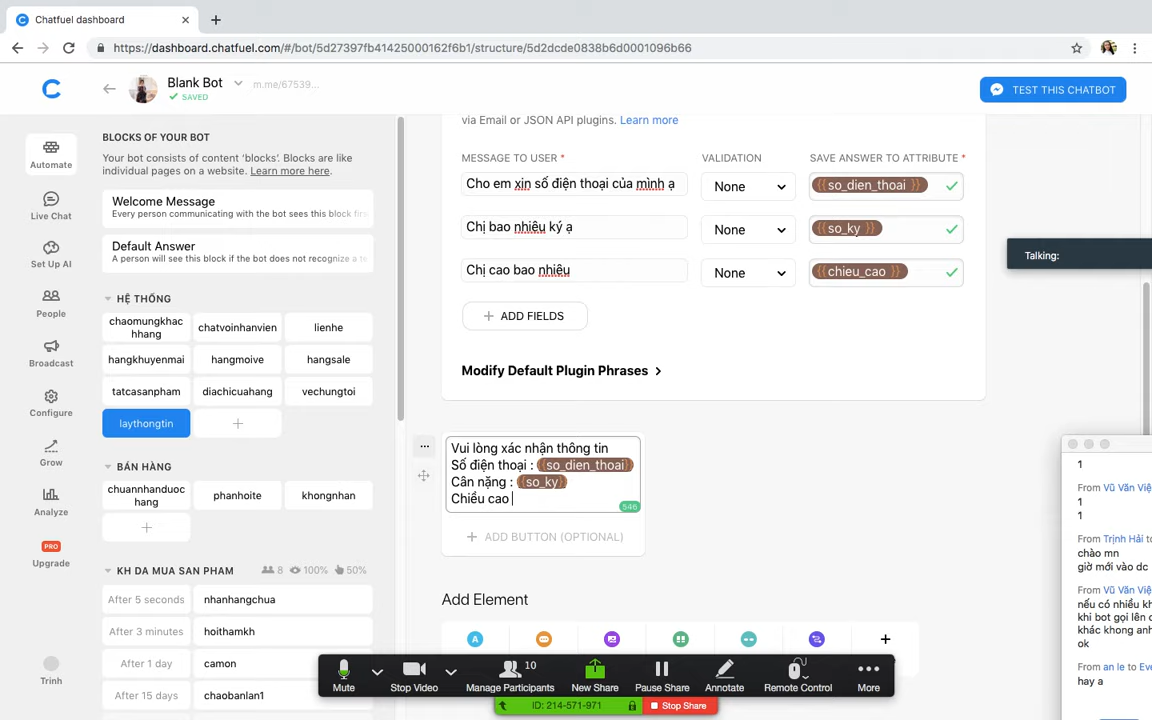 Chatfuel dashboard
https://dashboard.chatfuel.com/#/bot/5d27397fb41425000162f6b1/structure/5d2dcde0838b6d0001096b66
Blank Bot
m.me/67539...
SAVED
TEST THIS CHATBOT
Automate
Live Chat
Set Up AI
People
Broadcast
Configure
Grow
Analyze
PRO
Upgrade
Trinh
BLOCKS OF YOUR BOT
Your bot consists of content 'blocks'. Blocks are like
individual pages on a website. Learn more here.
Welcome Message
Every person communicating with the bot sees this block firs
Default Answer
A person will see this block if the bot does not recognize a te
HỆ THỐNG
chaomungkhac
hhang
chatvoinhanvien
lienhe
hangkhuyenmai
hangmoive
hangsale
tatcasanpham
diachicuahang
vechungtoi
laythongtin
BÁN HÀNG
chuannhanduoc
hang
phanhoite
khongnhan
KH DA MUA SAN PHAM
8
100%
50%
After 5 seconds
nhanhangchua
After 3 minutes
hoithamkh
After 1 day
camon
After 15 days
chaobanlan1
via Email or JSON API plugins. Learn more
MESSAGE TO USER *
VALIDATION
SAVE ANSWER TO ATTRIBUTE *
Cho em xin số điện thoại của mình ạ
None
{{so_dien_thoai }}
Chị bao nhiêu ký ạ
None
{{so_ky }}
Chị cao bao nhiêu
None
{{chieu_cao }}
ADD FIELDS
Modify Default Plugin Phrases
Vui lòng xác nhận thông tin
Số điện thoại : {{so_dien_thoai}}
Cân nặng : {{so_ky}}
Chiều cao
546
ADD BUTTON (OPTIONAL)
Add Element
Talking:
1
From Vũ Văn Việ
1
1
From Trịnh Hải to
chào mn
giờ mới vào dc
From Vũ Văn Việ
nếu có nhiều kh
khi bot gọi lên c
khác khong anh
ok
From an le to Eve
hay a
Mute
Stop Video
10
Manage Participants
New Share
Pause Share
Annotate
Remote Control
More
ID: 214-571-971
Stop Share